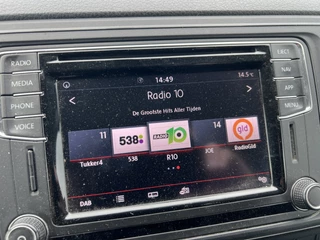 RADIO
MEDIA
PHONE
VOICE
14:49
14.5°C
Radio 10
De Grootste Hits Aller Tijden
11
538
RADIO 10
14
gld
Tukker4
538
R10
JOE
RadioGld
DAB
NAV
APP
MENU